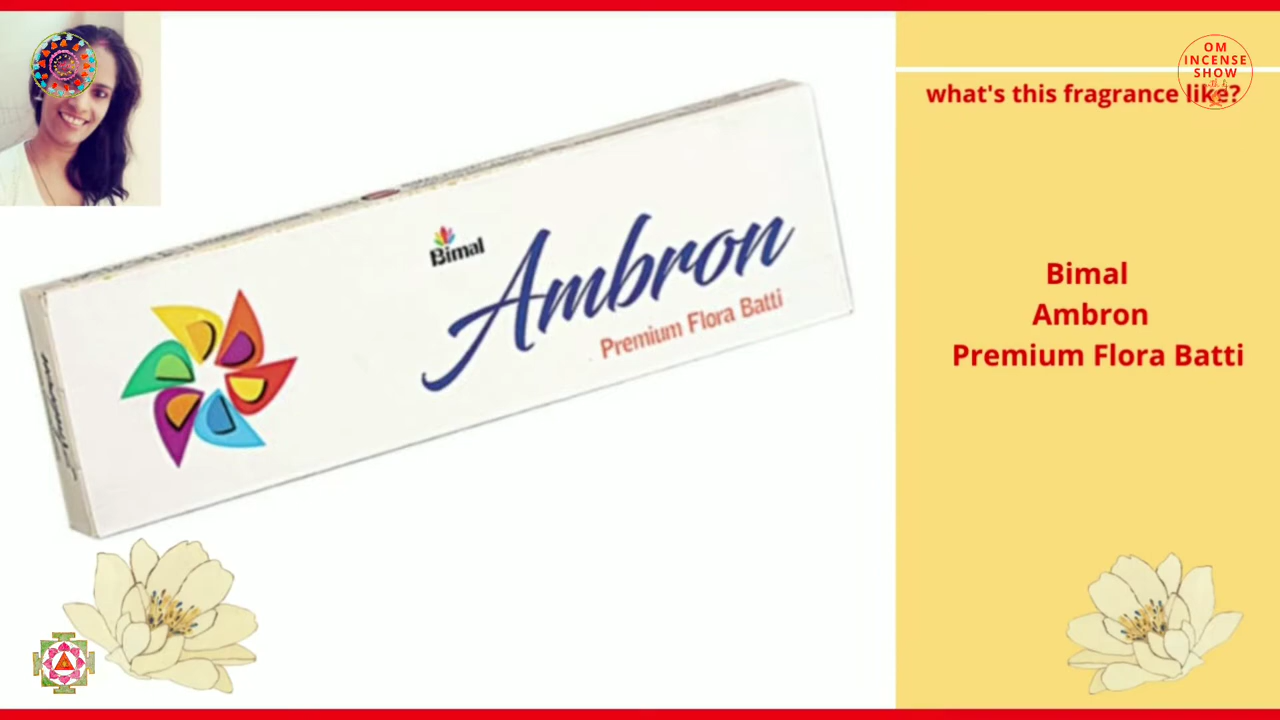 OM
INCENSE
SHOW
what's this fragrance like?
Bimal
Ambron
Premium Flora Batti
Bimal
Ambron
Premium Flora Batti